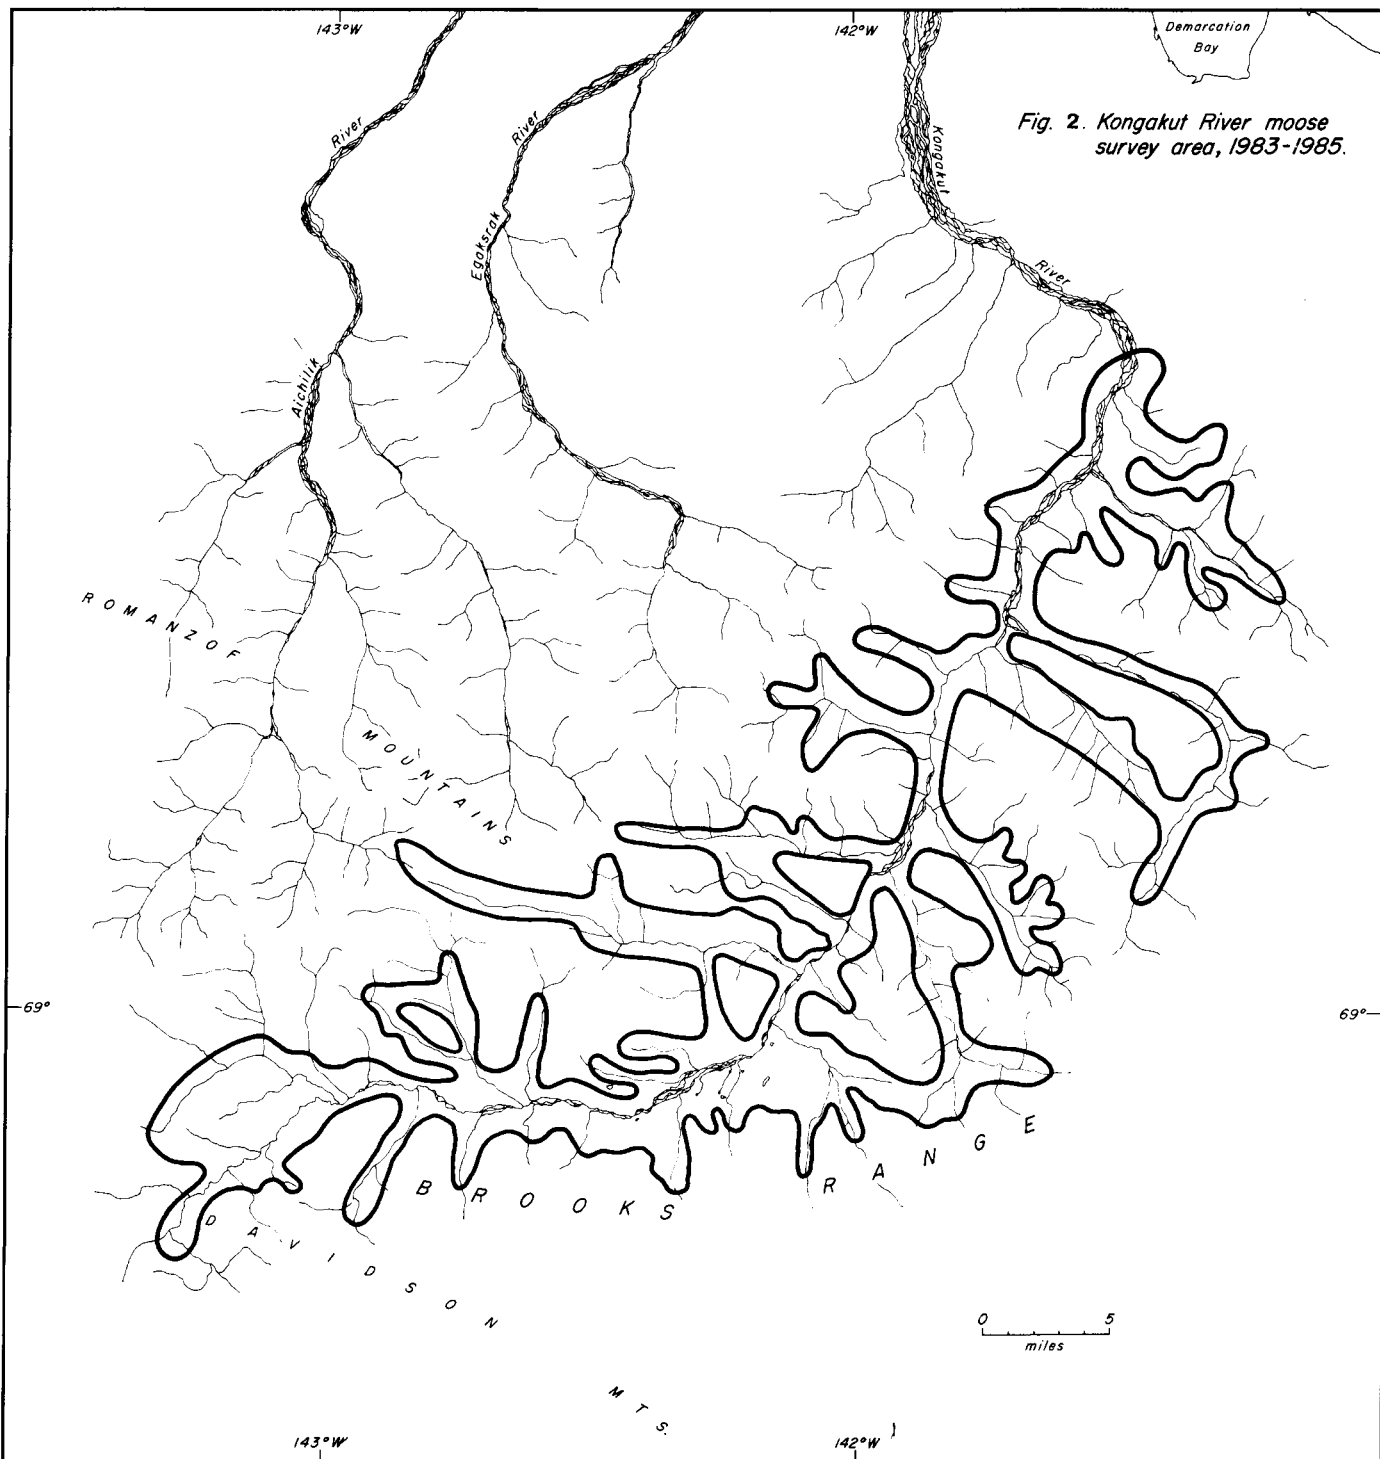 143°W
142°W
Demarcation
Bay
Fig. 2. Kongakut River moose
survey area, 1983-1985.
River
River
Kongakut
Egaksrak
River
Aichilik
ROMANZOF
MOUNTAINS
69°
69°
BROOKS RANGE
DAVIDSON
MTS.
0 5
miles
143°W
142°W